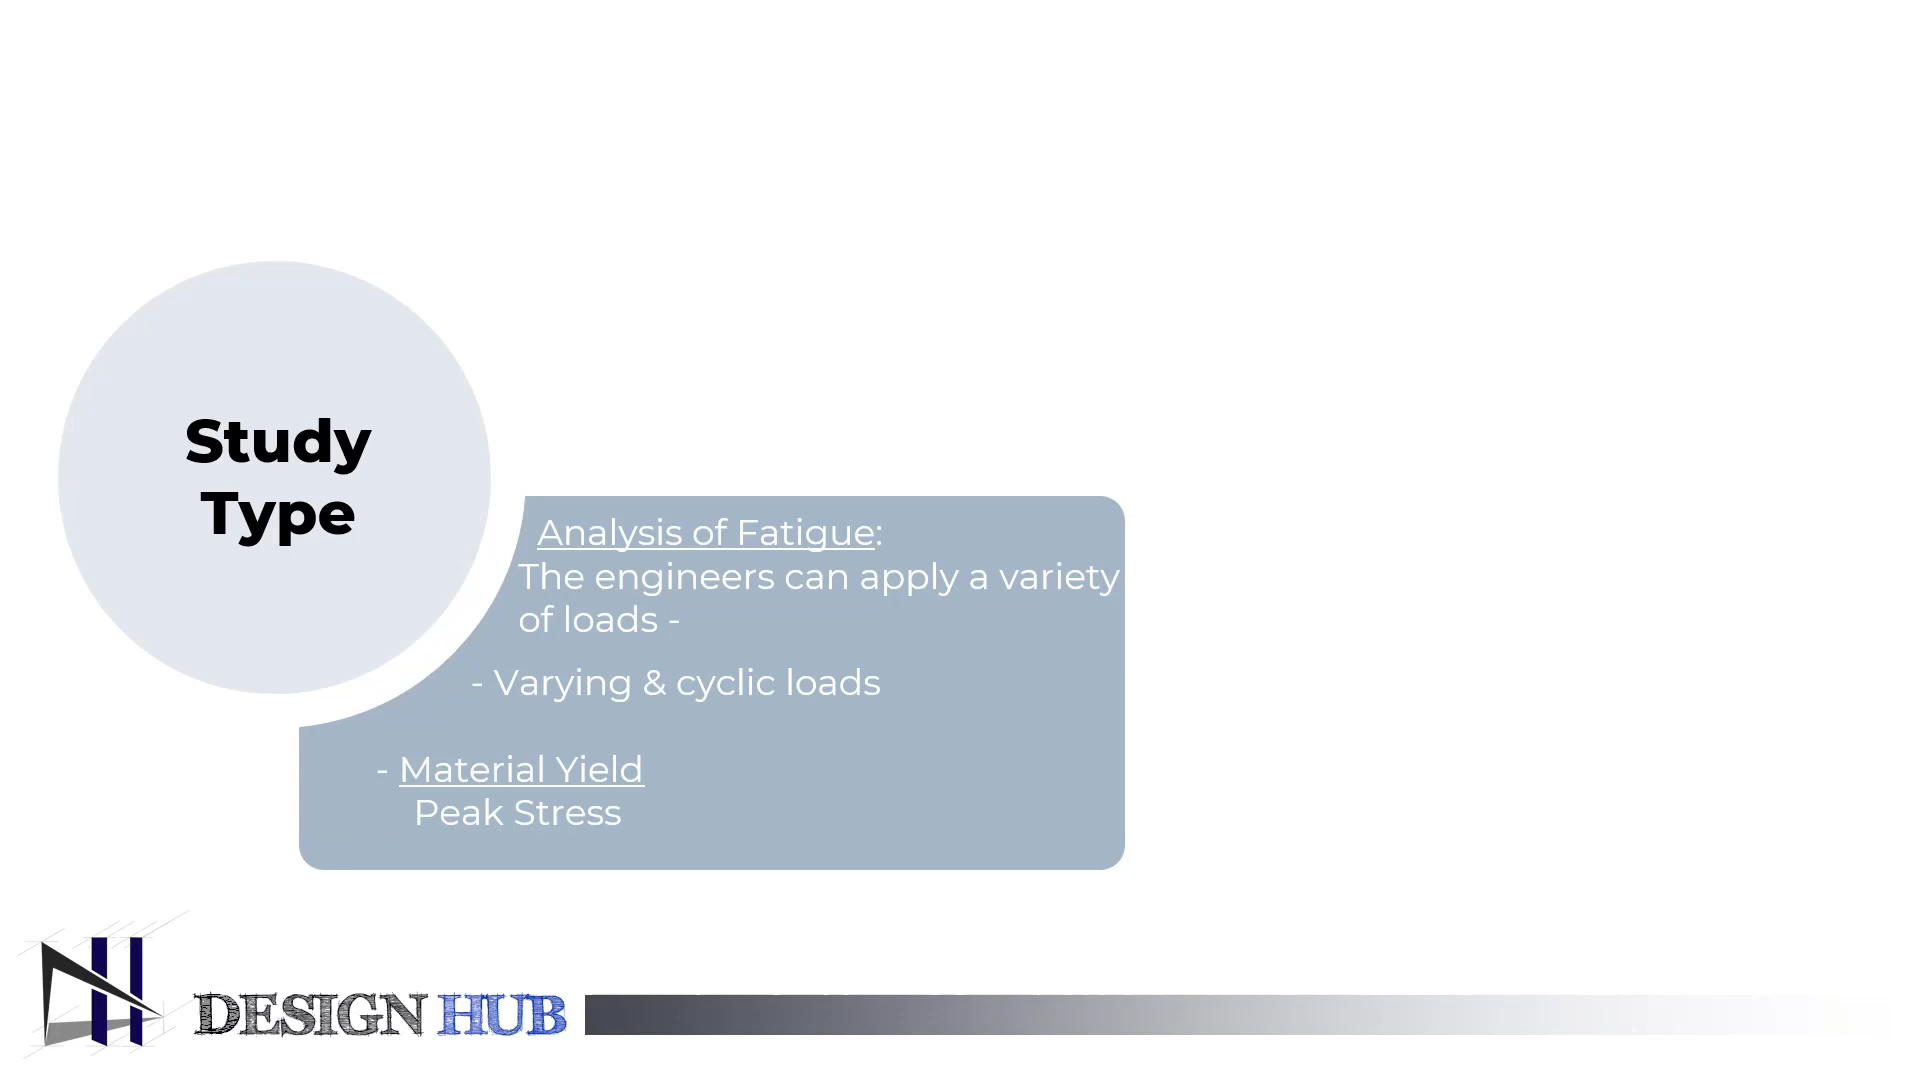 Study
Type
Analysis of Fatigue:
The engineers can apply a variety
of loads -
- Varying & cyclic loads
- Material Yield
Peak Stress
DESIGN HUB